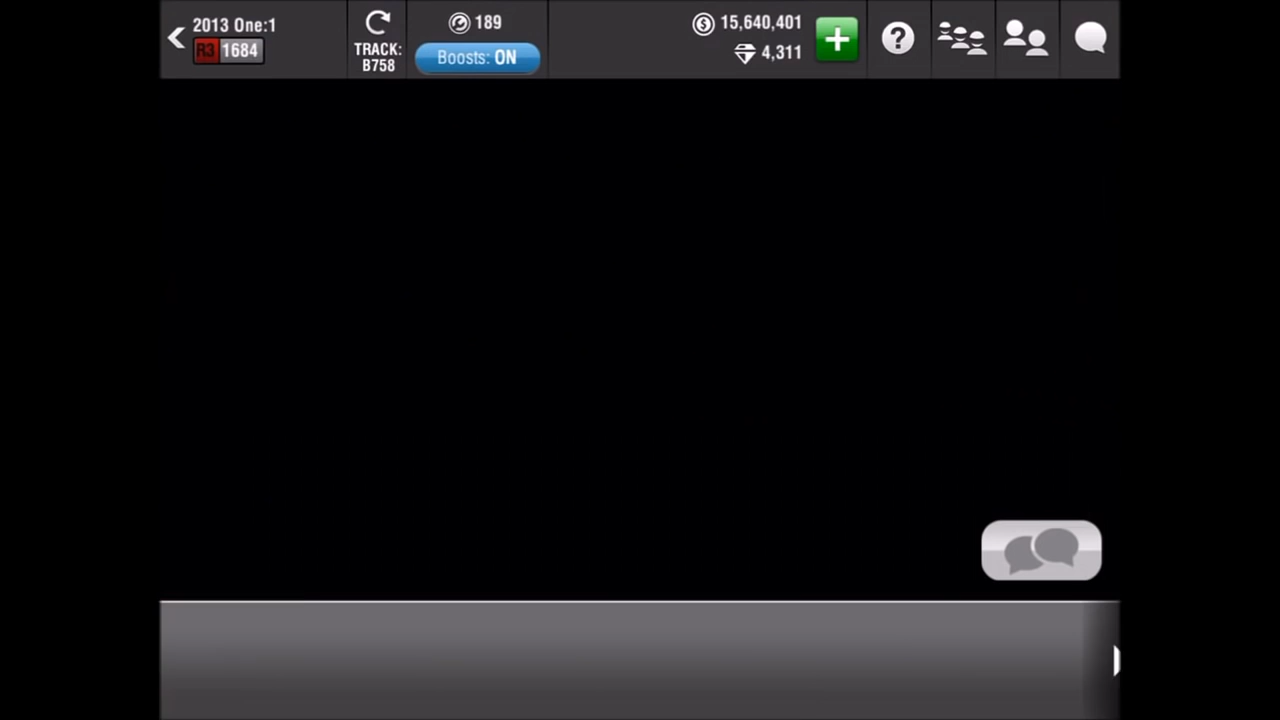 2013 One:1
R3 1684
TRACK:
B758
189
Boosts: ON
15,640,401
4,311